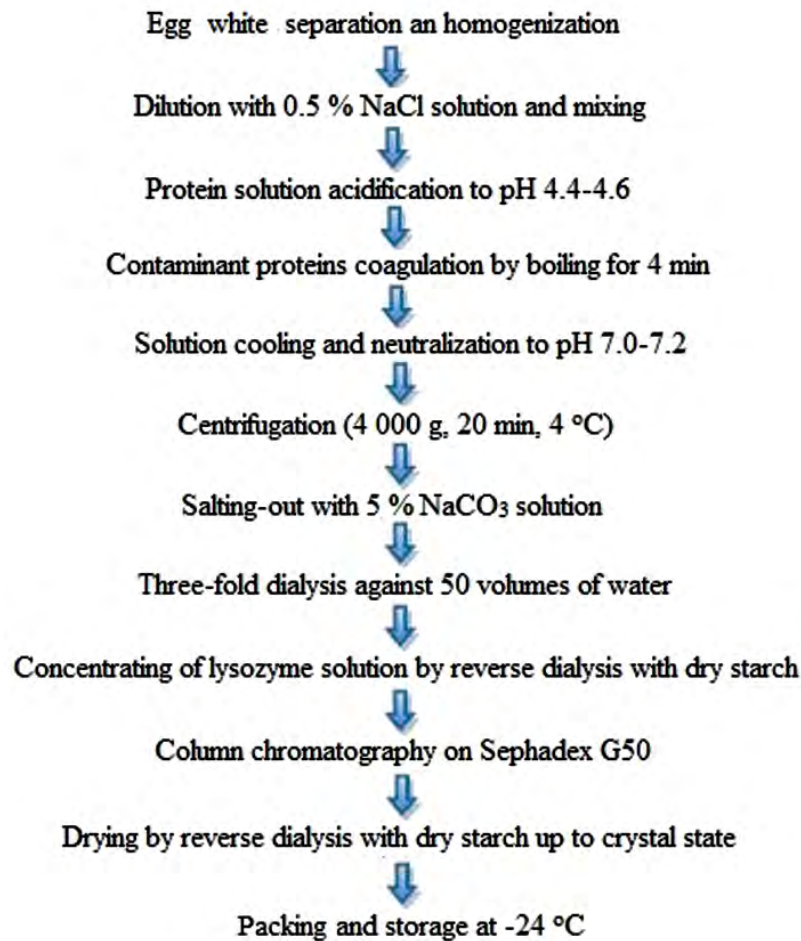 Egg white separation an homogenization
Dilution with 0.5 % NaCl solution and mixing
Protein solution acidification to pH 4.4-4.6
Contaminant proteins coagulation by boiling for 4 min
Solution cooling and neutralization to pH 7.0-7.2
Centrifugation (4 000 g, 20 min, 4 °C)
Salting-out with 5 % NaCO₃ solution
Three-fold dialysis against 50 volumes of water
Concentrating of lysozyme solution by reverse dialysis with dry starch
Column chromatography on Sephadex G50
Drying by reverse dialysis with dry starch up to crystal state
Packing and storage at -24 °C